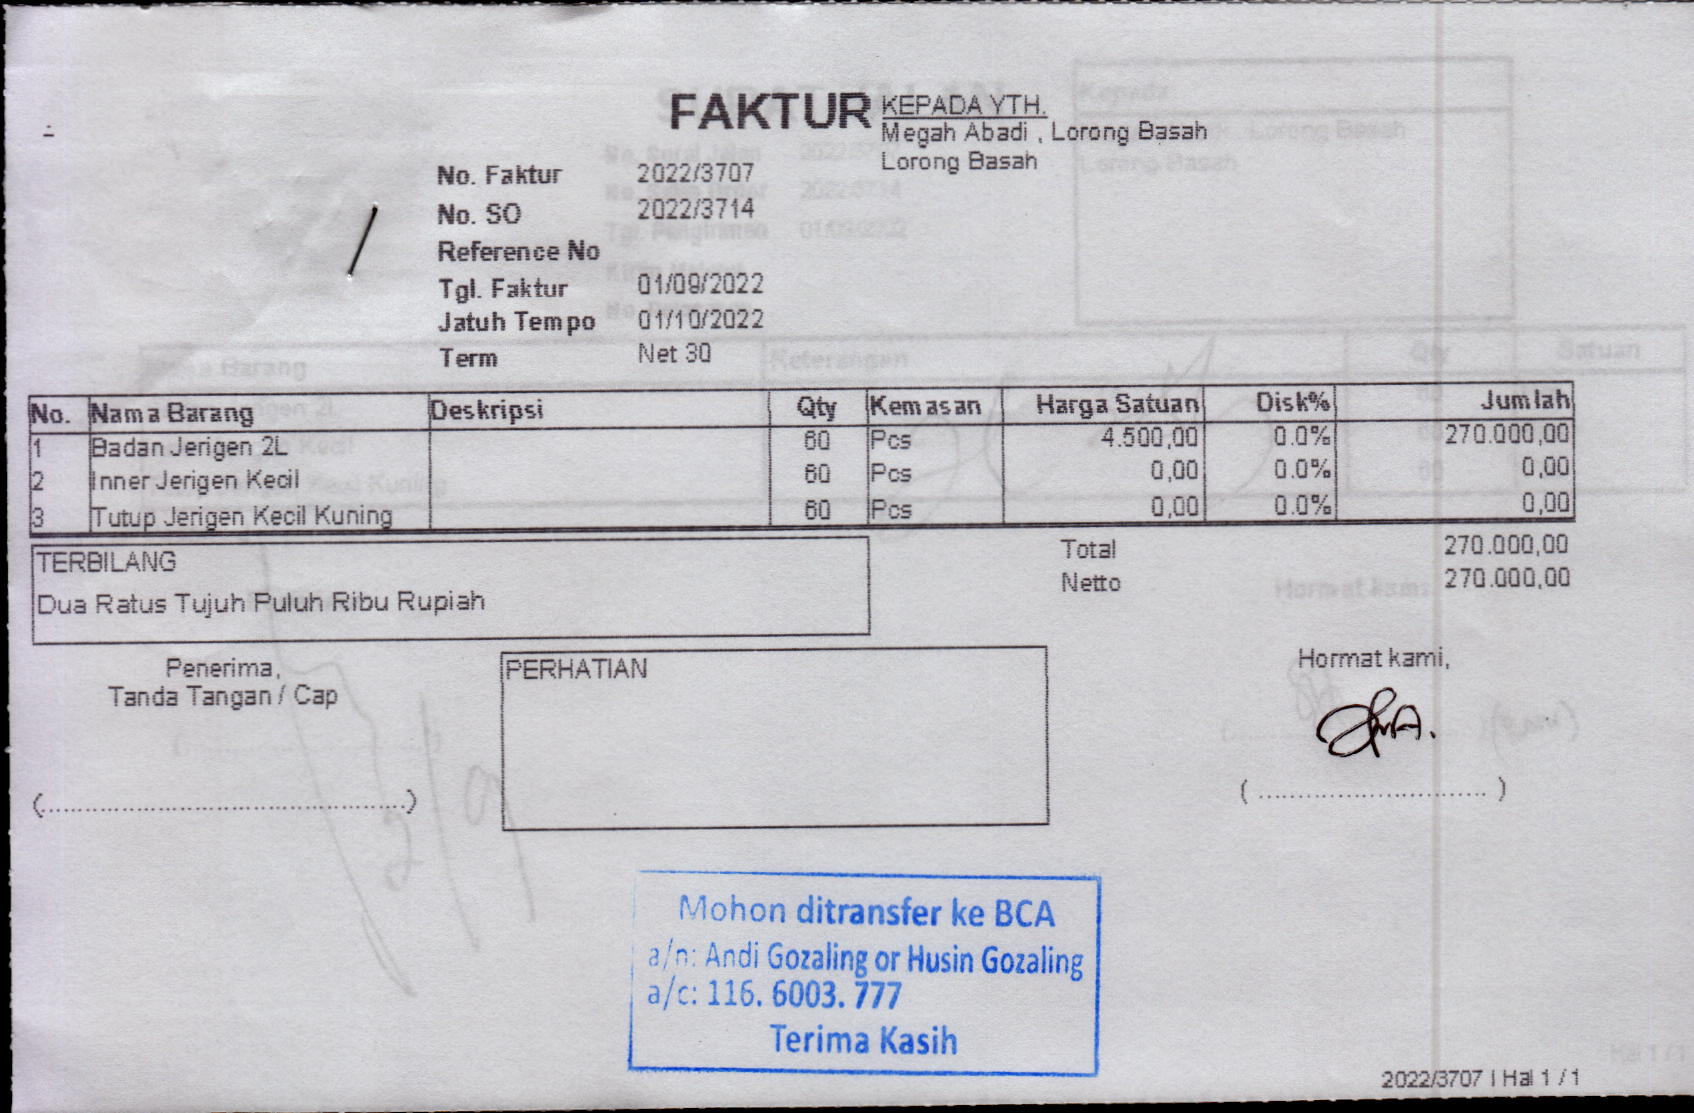 FAKTUR
KEPADA YTH.
Megah Abadi , Lorong Basah
Lorong Basah
No. Faktur 2022/3707
No. SO 2022/3714
Reference No
Tgl. Faktur 01/09/2022
Jatuh Tempo 01/10/2022
Term Net 30
No. Nama Barang Deskripsi Qty Kemasan Harga Satuan Disk% Jumlah
1 Badan Jerigen 2L 60 Pcs 4.500,00 0.0% 270.000,00
2 Inner Jerigen Kecil 60 Pcs 0,00 0.0% 0,00
3 Tutup Jerigen Kecil Kuning 60 Pcs 0,00 0.0% 0,00
TERBILANG
Dua Ratus Tujuh Puluh Ribu Rupiah
Total 270.000,00
Netto 270.000,00
Penerima,
Tanda Tangan / Cap
(..............................................)
PERHATIAN
Hormat kami,
( ............................. )
Mohon ditransfer ke BCA
a/n: Andi Gozaling or Husin Gozaling
a/c: 116. 6003. 777
Terima Kasih
2022/3707 | Hal 1 / 1